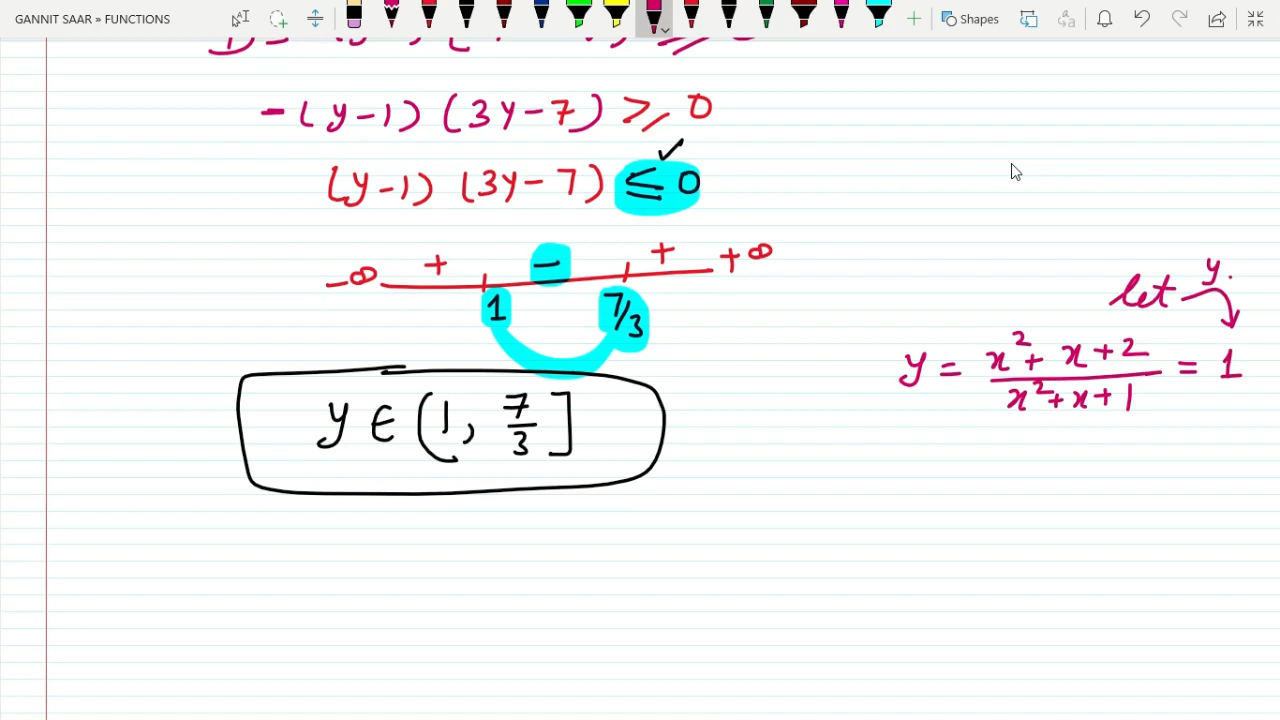 GANNIT SAAR » FUNCTIONS
Shapes
-(y-1) (3y-7) ≥ 0
(y-1) (3y-7) ≤ 0
-∞ + - + +∞
1 7/3
y ∈ (1, 7/3]
let y.
y = x²+x+2 / x²+x+1 = 1